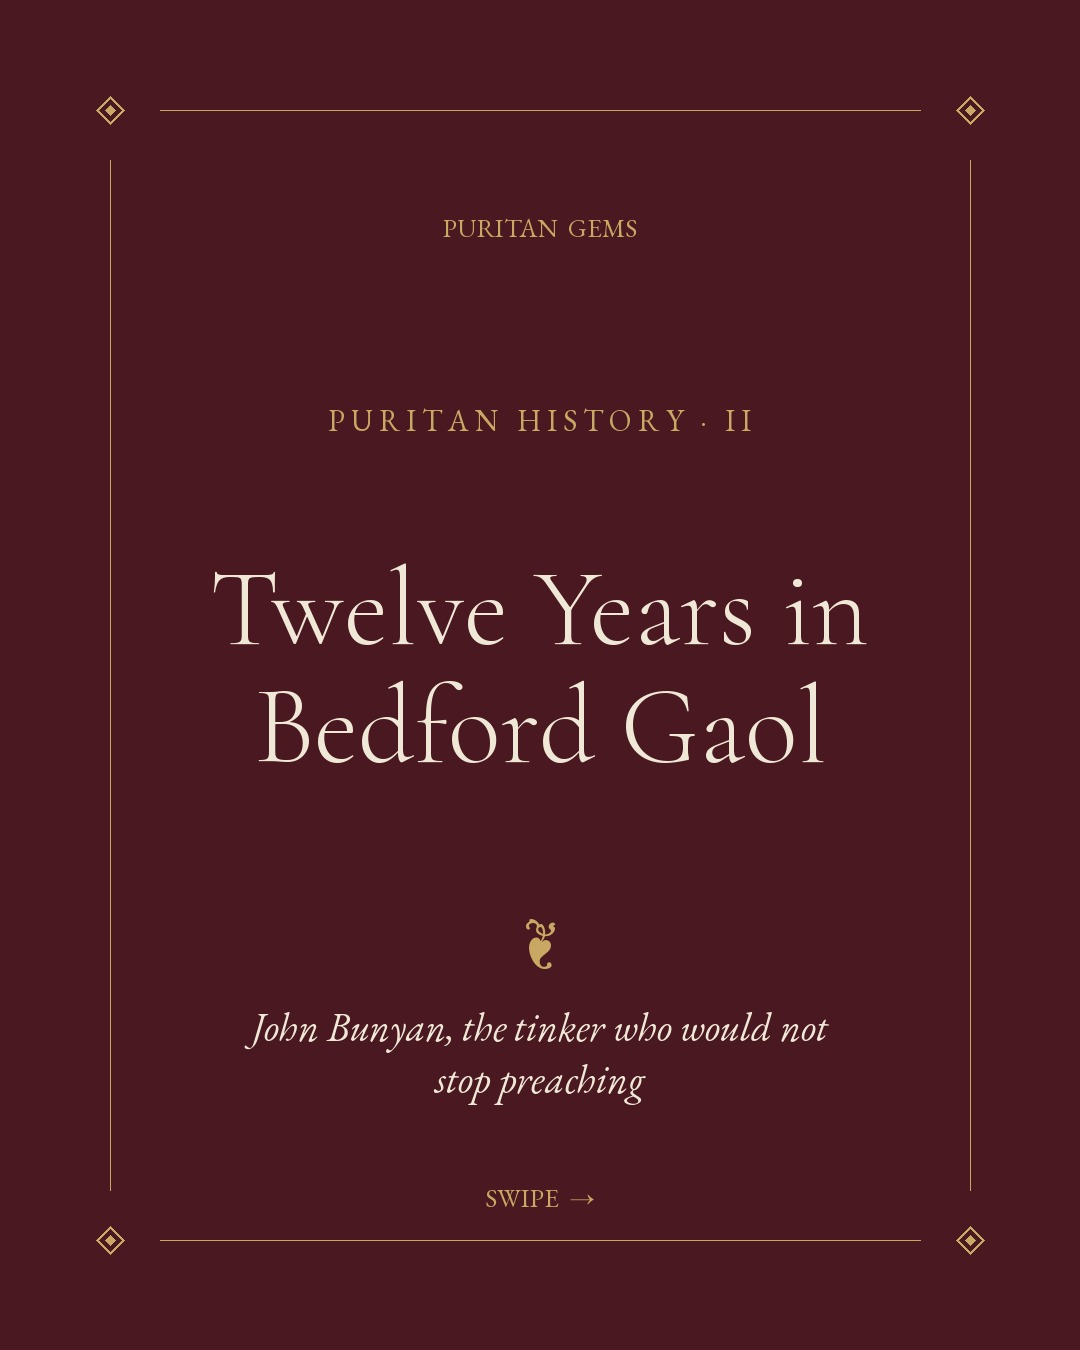 PURITAN GEMS
PURITAN HISTORY · II
Twelve Years in
Bedford Gaol
John Bunyan, the tinker who would not
stop preaching
SWIPE →